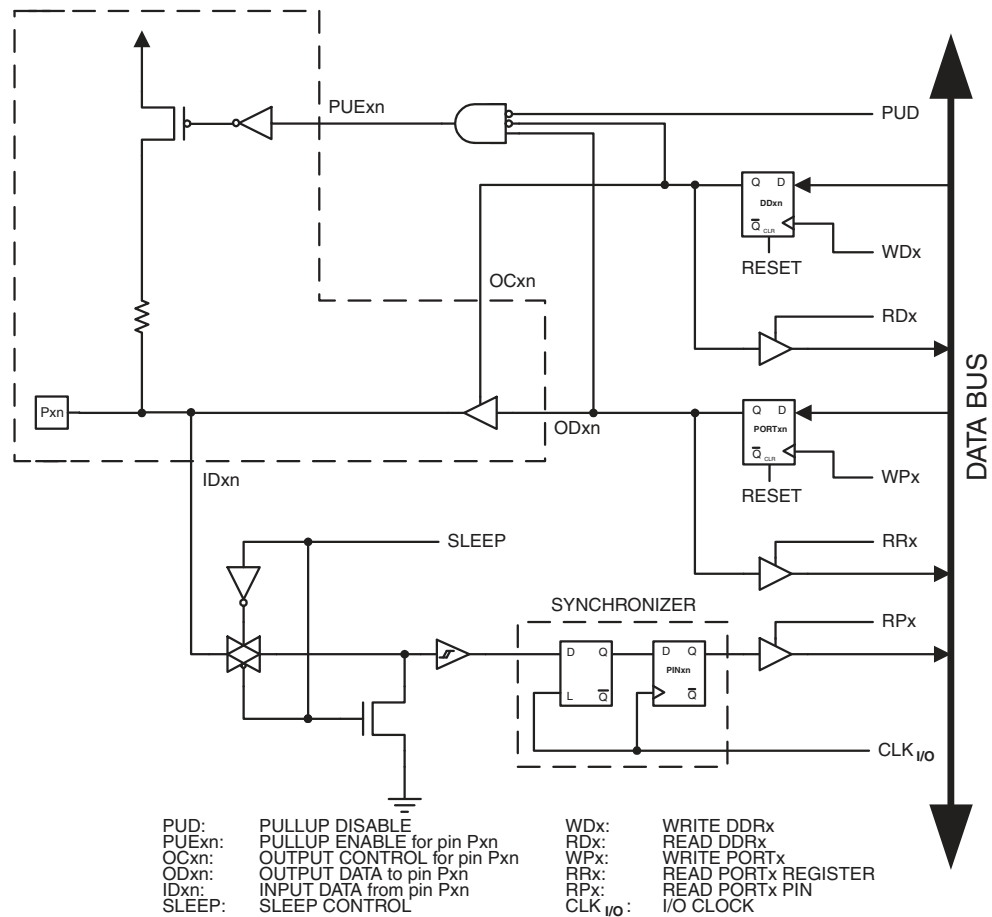 PUExn
PUD
Q D
DDxn
Q CLR
WDx
RESET
OCxn
RDx
Pxn
Q D
PORTxn
ODxn
Q CLR
WPx
IDxn
RESET
DATA BUS
SLEEP
RRx
SYNCHRONIZER
RPx
D Q
D Q
PINxn
L Q
Q
CLK I/O
PUD: PULLUP DISABLE
PUExn: PULLUP ENABLE for pin Pxn
OCxn: OUTPUT CONTROL for pin Pxn
ODxn: OUTPUT DATA to pin Pxn
IDxn: INPUT DATA from pin Pxn
SLEEP: SLEEP CONTROL
WDx: WRITE DDRx
RDx: READ DDRx
WPx: WRITE PORTx
RRx: READ PORTx REGISTER
RPx: READ PORTx PIN
CLK I/O: I/O CLOCK